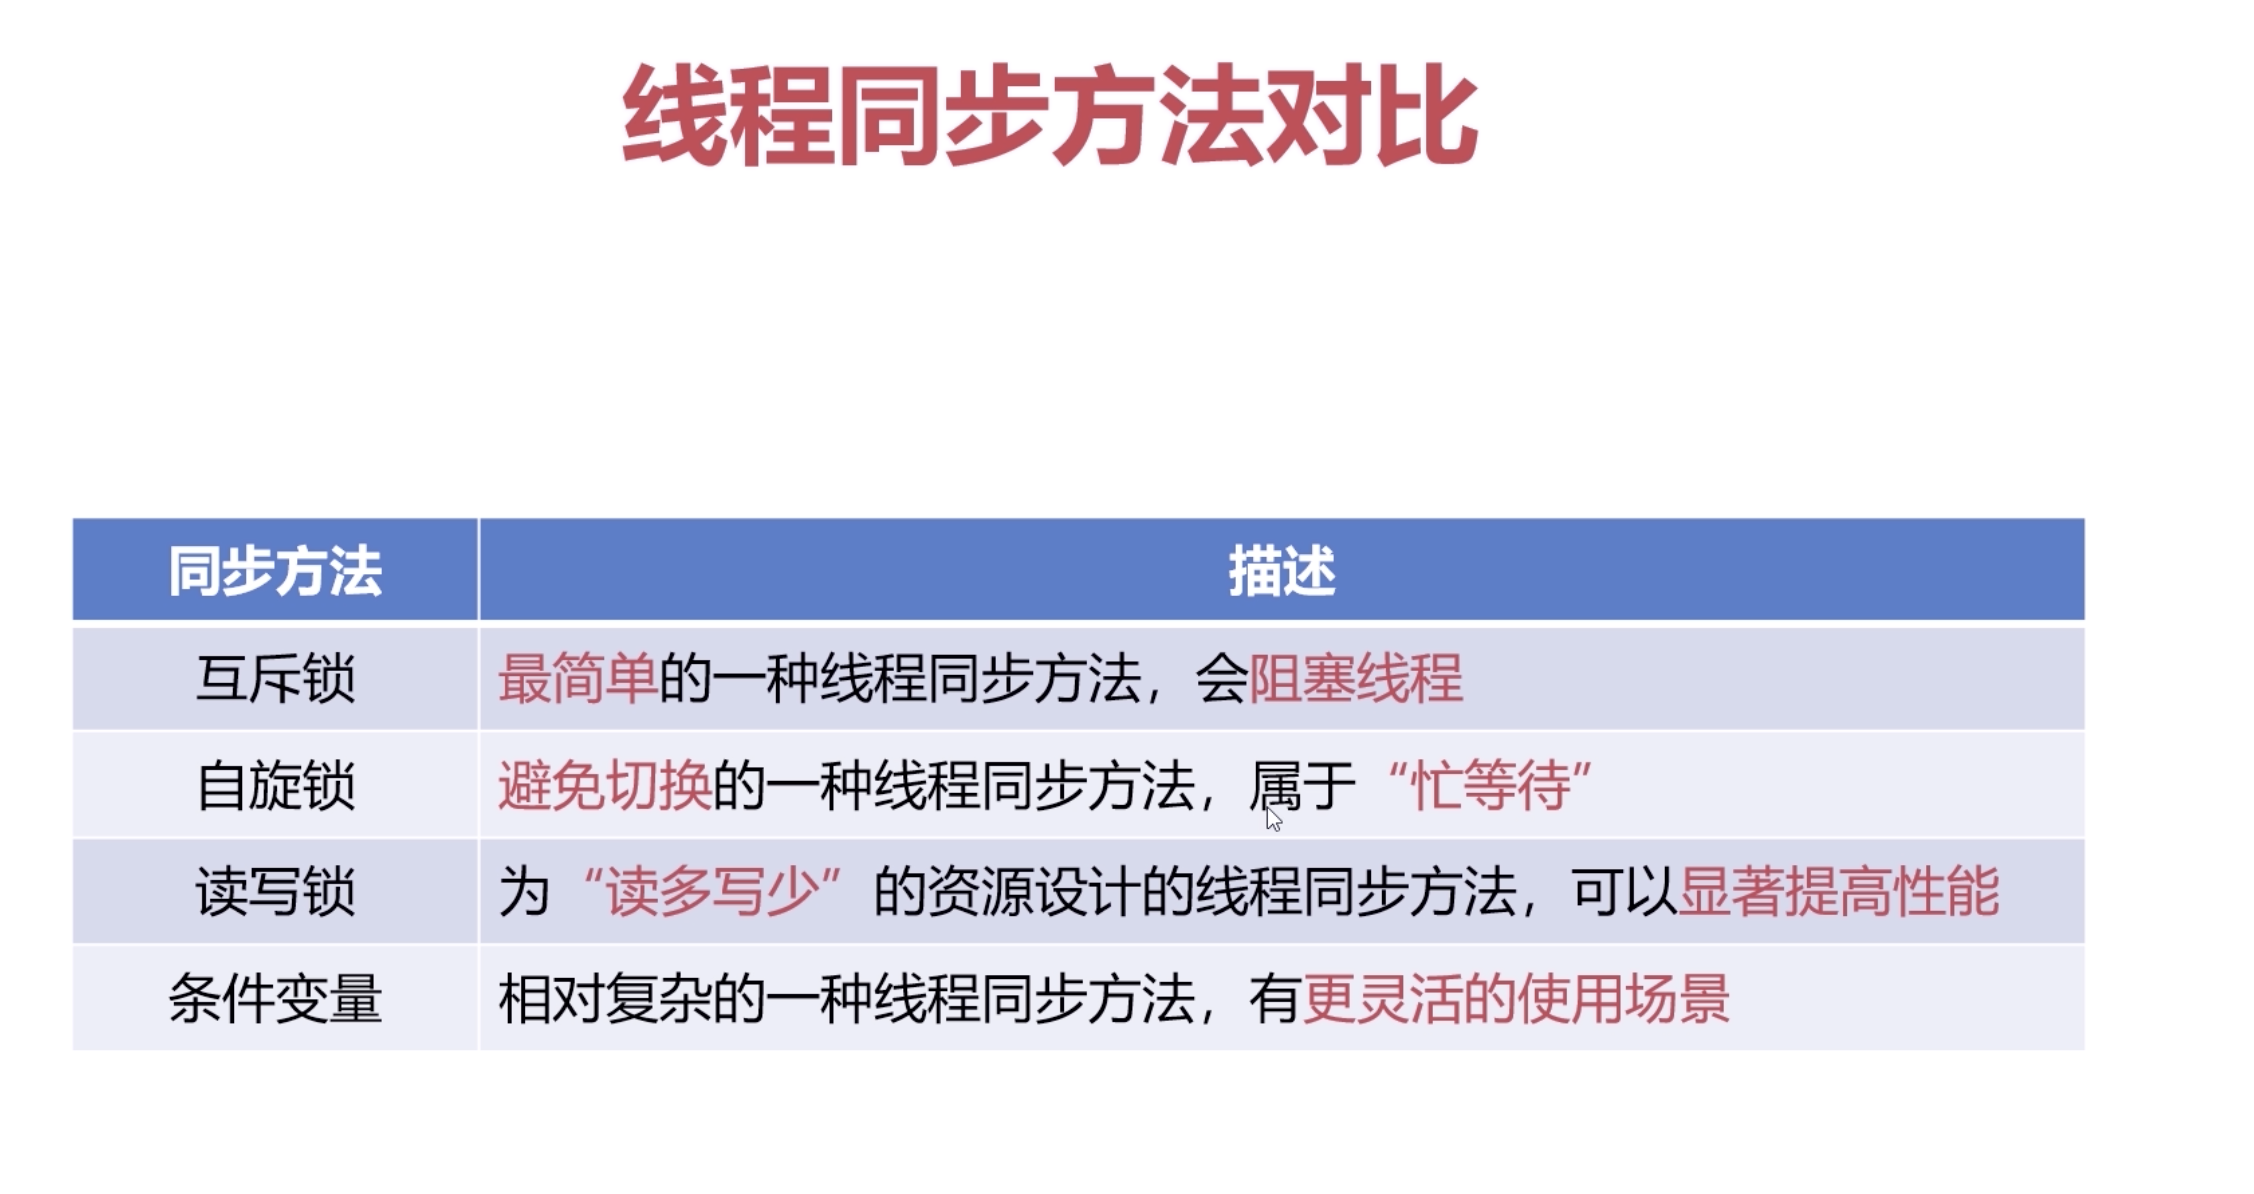 线程同步方法对比
同步方法 描述
互斥锁 最简单的一种线程同步方法，会阻塞线程
自旋锁 避免切换的一种线程同步方法，属于“忙等待”
读写锁 为“读多写少”的资源设计的线程同步方法，可以显著提高性能
条件变量 相对复杂的一种线程同步方法，有更灵活的使用场景